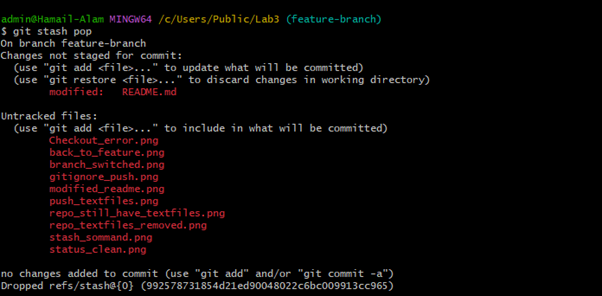 admin@Hamail-Alam MINGW64 /c/Users/Public/Lab3 (feature-branch)
$ git stash pop
On branch feature-branch
Changes not staged for commit:
  (use "git add <file>..." to update what will be committed)
  (use "git restore <file>..." to discard changes in working directory)
        modified:   README.md

Untracked files:
  (use "git add <file>..." to include in what will be committed)
        Checkout_error.png
        back_to_feature.png
        branch_switched.png
        gitignore_push.png
        modified_readme.png
        push_textfiles.png
        repo_still_have_textfiles.png
        repo_textfiles_removed.png
        stash_sommand.png
        status_clean.png

no changes added to commit (use "git add" and/or "git commit -a")
Dropped refs/stash@{0} (992578731854d21ed90048022c6bc009913cc965)